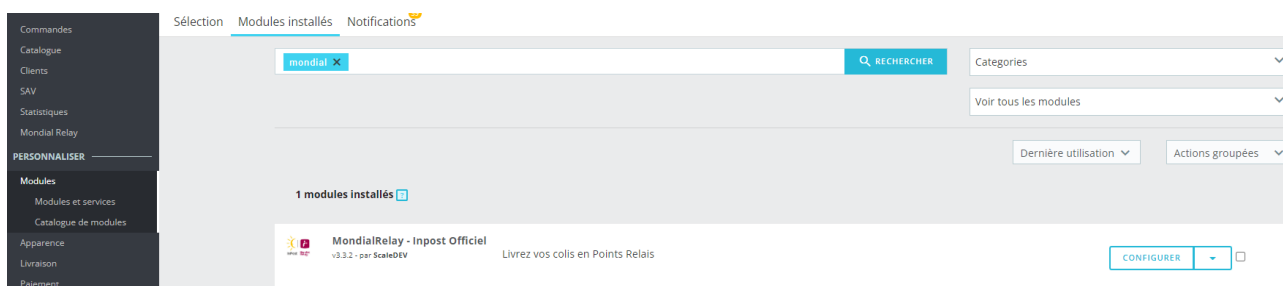 Sélection Modules installés Notifications
Commandes
Catalogue
Clients
SAV
Statistiques
Mondial Relay
PERSONNALISER
Modules
Modules et services
Catalogue de modules
Apparence
Livraison
Paiement
mondial X
RECHERCHER
Categories
Voir tous les modules
Dernière utilisation
Actions groupées
1 modules installés ?
MondialRelay - Inpost Officiel
v3.3.2 - par ScaleDEV
Livrez vos colis en Points Relais
CONFIGURER